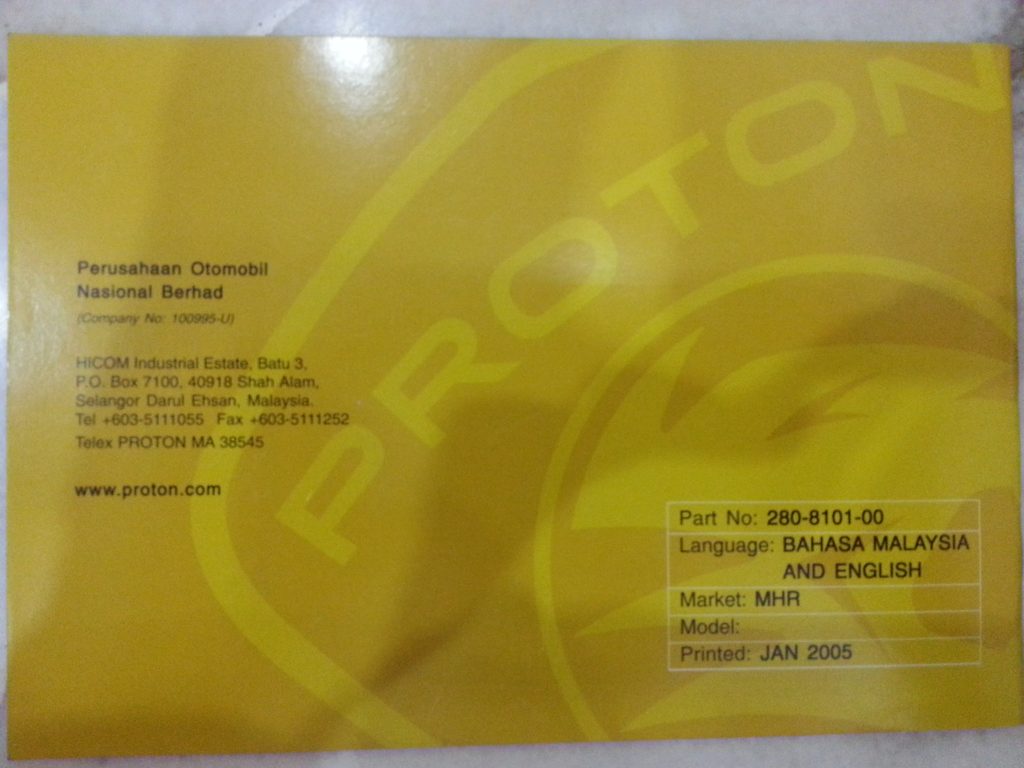 PROTON
Perusahaan Otomobil
Nasional Berhad
(Company No: 100995-U)
HICOM Industrial Estate, Batu 3,
P.O. Box 7100, 40918 Shah Alam,
Selangor Darul Ehsan, Malaysia.
Tel +603-5111055 Fax +603-5111252
Telex PROTON MA 38545
www.proton.com
Part No: 280-8101-00
Language: BAHASA MALAYSIA
AND ENGLISH
Market: MHR
Model:
Printed: JAN 2005